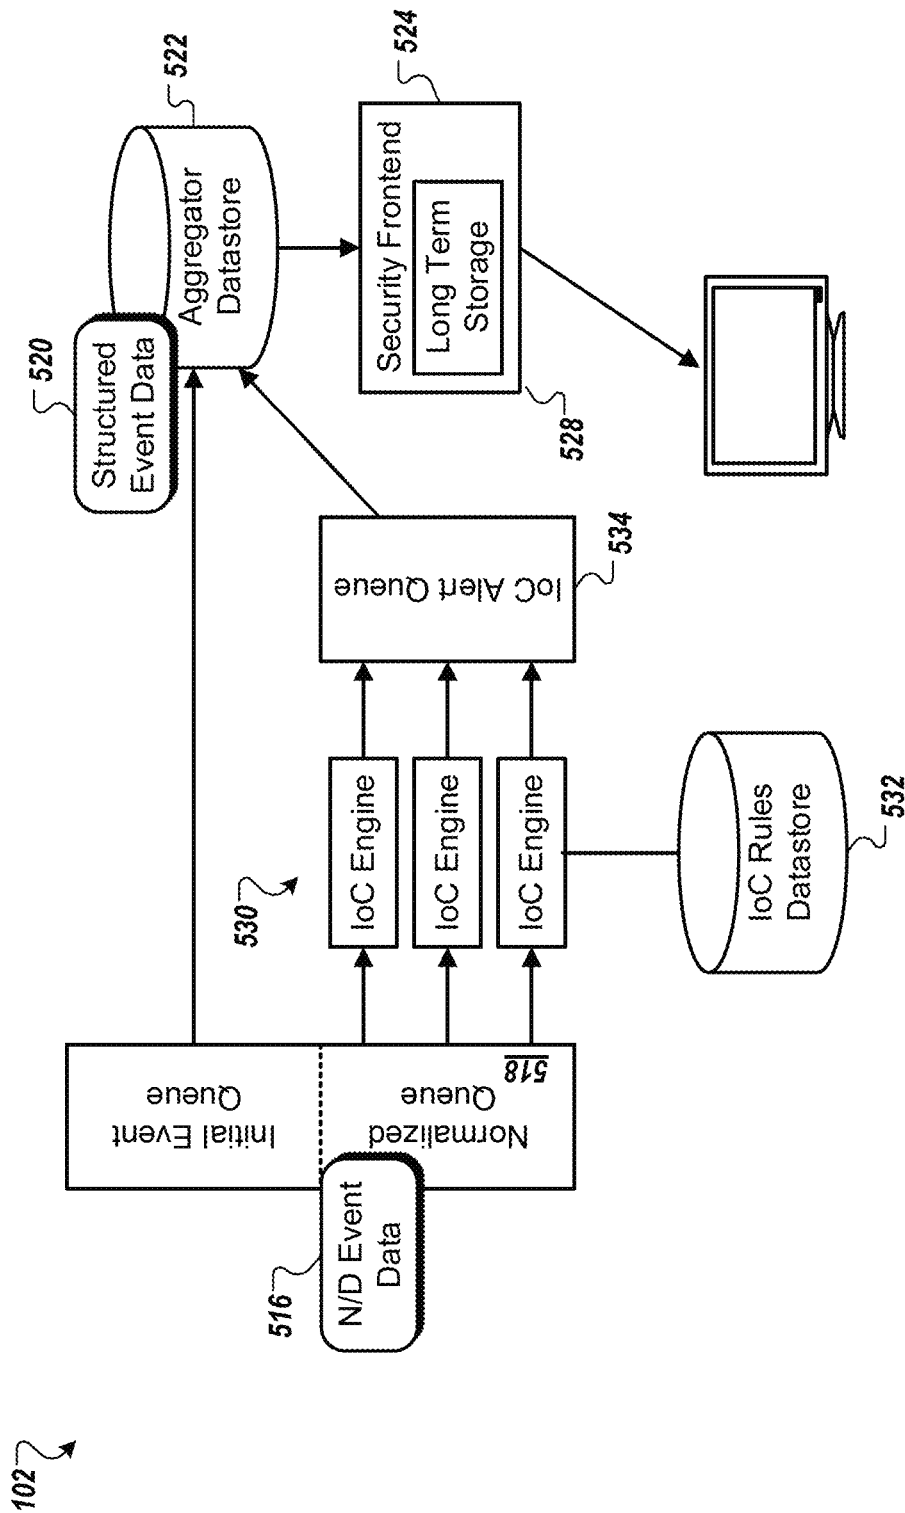 102
516
N/D Event
Data
Initial Event
Queue
Normalized
Queue
518
530
IoC Engine
IoC Engine
IoC Engine
IoC Rules
Datastore
532
IoC Alert Queue
534
520
Structured
Event Data
Aggregator
Datastore
522
Security Frontend
Long Term
Storage
524
528